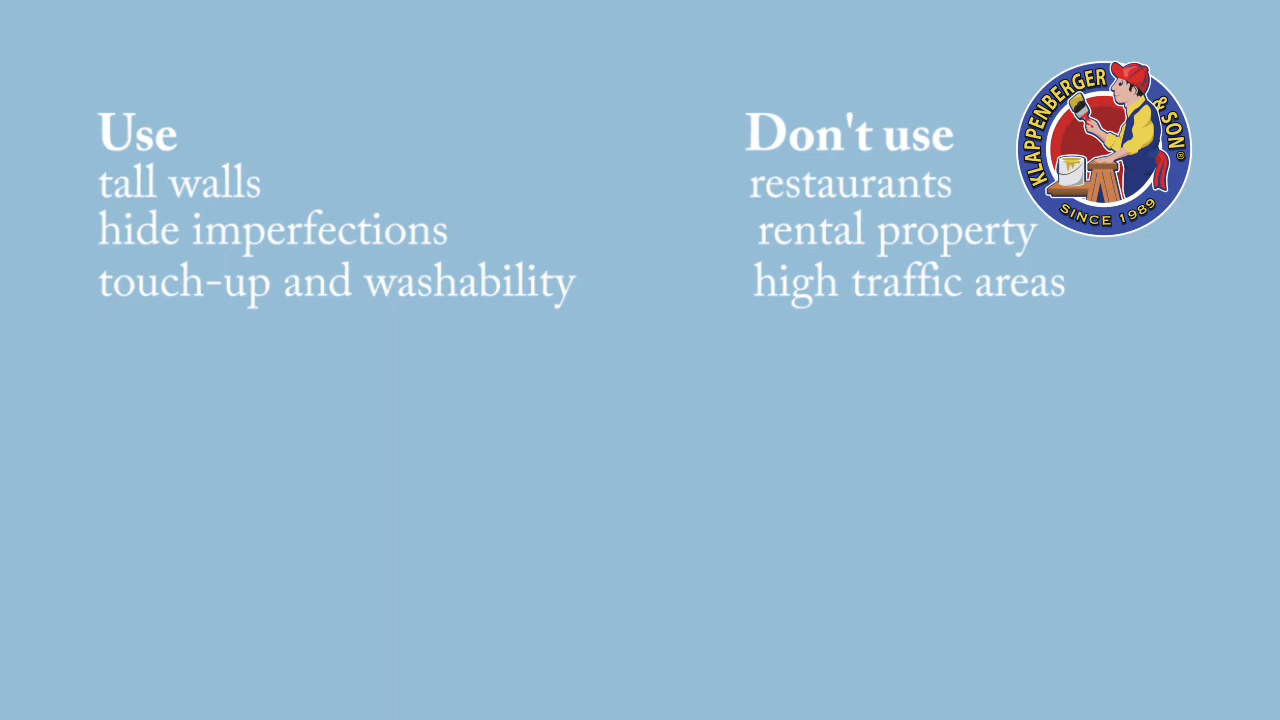 Use
tall walls
hide imperfections
touch-up and washability
Don't use
restaurants
rental property
high traffic areas
KLAPPENBERGER & SON®
SINCE 1989